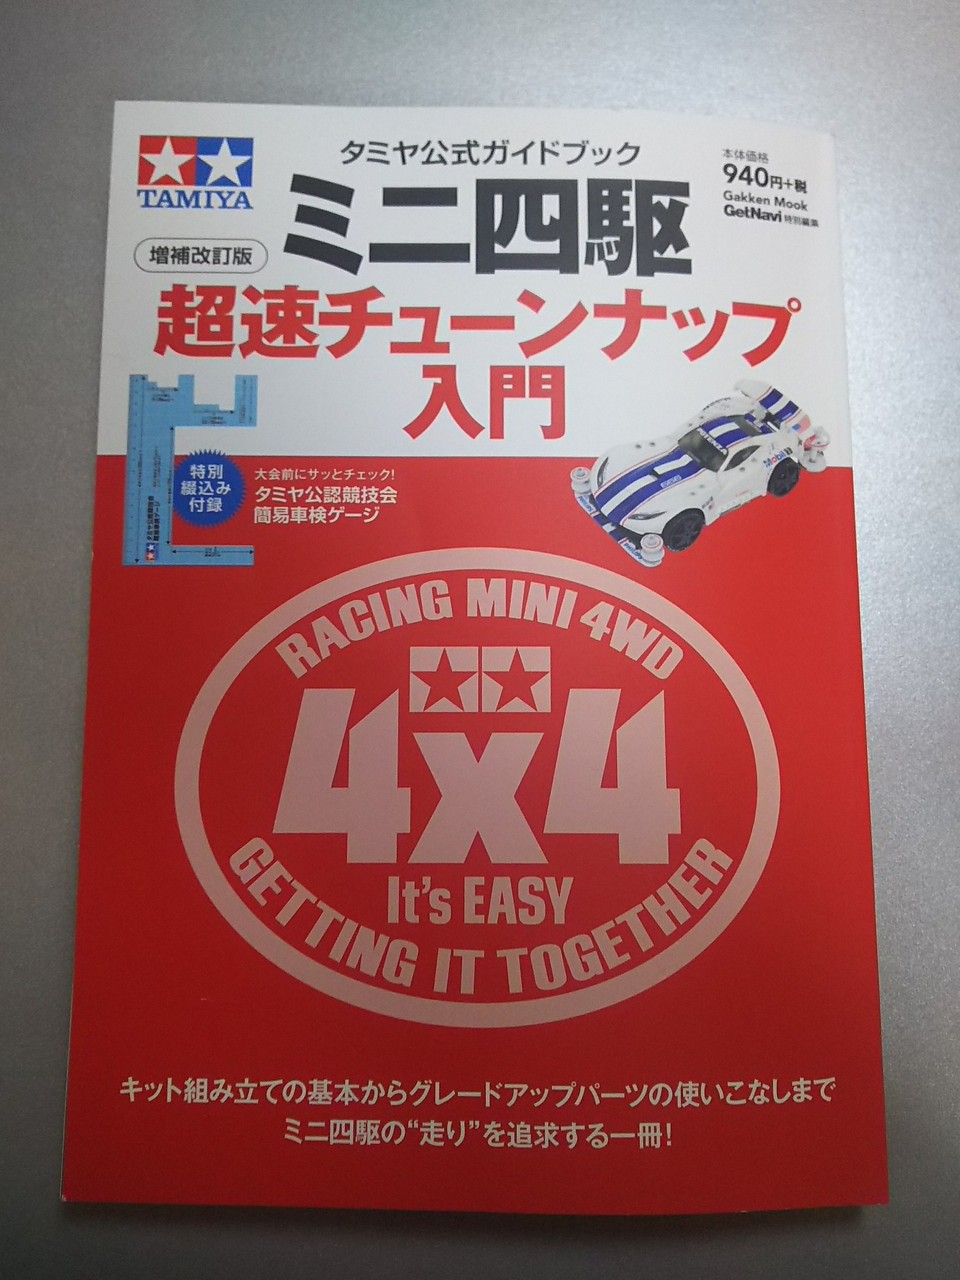 TAMIYA
タミヤ公式ガイドブック
本体価格
940円+税
Gakken Mook
GetNavi特別編集
増補改訂版
ミニ四駆
超速チューンナップ
入門
特別
綴込み
付録
大会前にサッとチェック!
タミヤ公認競技会
簡易車検ゲージ
RACING MINI 4WD
4x4
It's EASY
GETTING IT TOGETHER
キット組み立ての基本からグレードアップパーツの使いこなしまで
ミニ四駆の“走り”を追求する一冊!